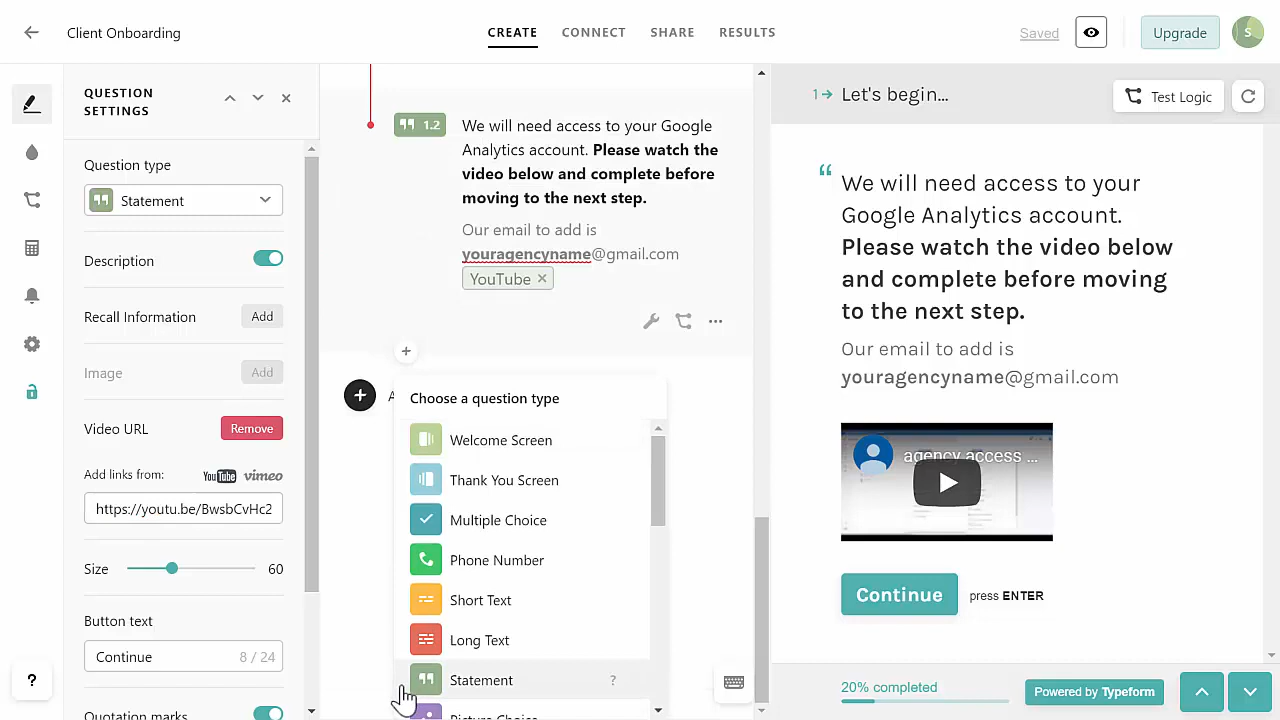 Client Onboarding
CREATE
CONNECT
SHARE
RESULTS
Saved
Upgrade
S
QUESTION
SETTINGS
Question type
Statement
Description
Recall Information
Add
Image
Add
Video URL
Remove
Add links from:
YouTube
vimeo
https://youtu.be/BwsbCvHc2
Size
60
Button text
Continue
8 / 24
Quotation marks
?
1.2
We will need access to your Google
Analytics account. Please watch the
video below and complete before
moving to the next step.
Our email to add is
youragencyname@gmail.com
YouTube
A
Choose a question type
Welcome Screen
Thank You Screen
Multiple Choice
Phone Number
Short Text
Long Text
Statement
?
Picture Choice
1
Let's begin...
Test Logic
We will need access to your
Google Analytics account.
Please watch the video below
and complete before moving
to the next step.
Our email to add is
youragencyname@gmail.com
agency access ...
Continue
press ENTER
20% completed
Powered by Typeform